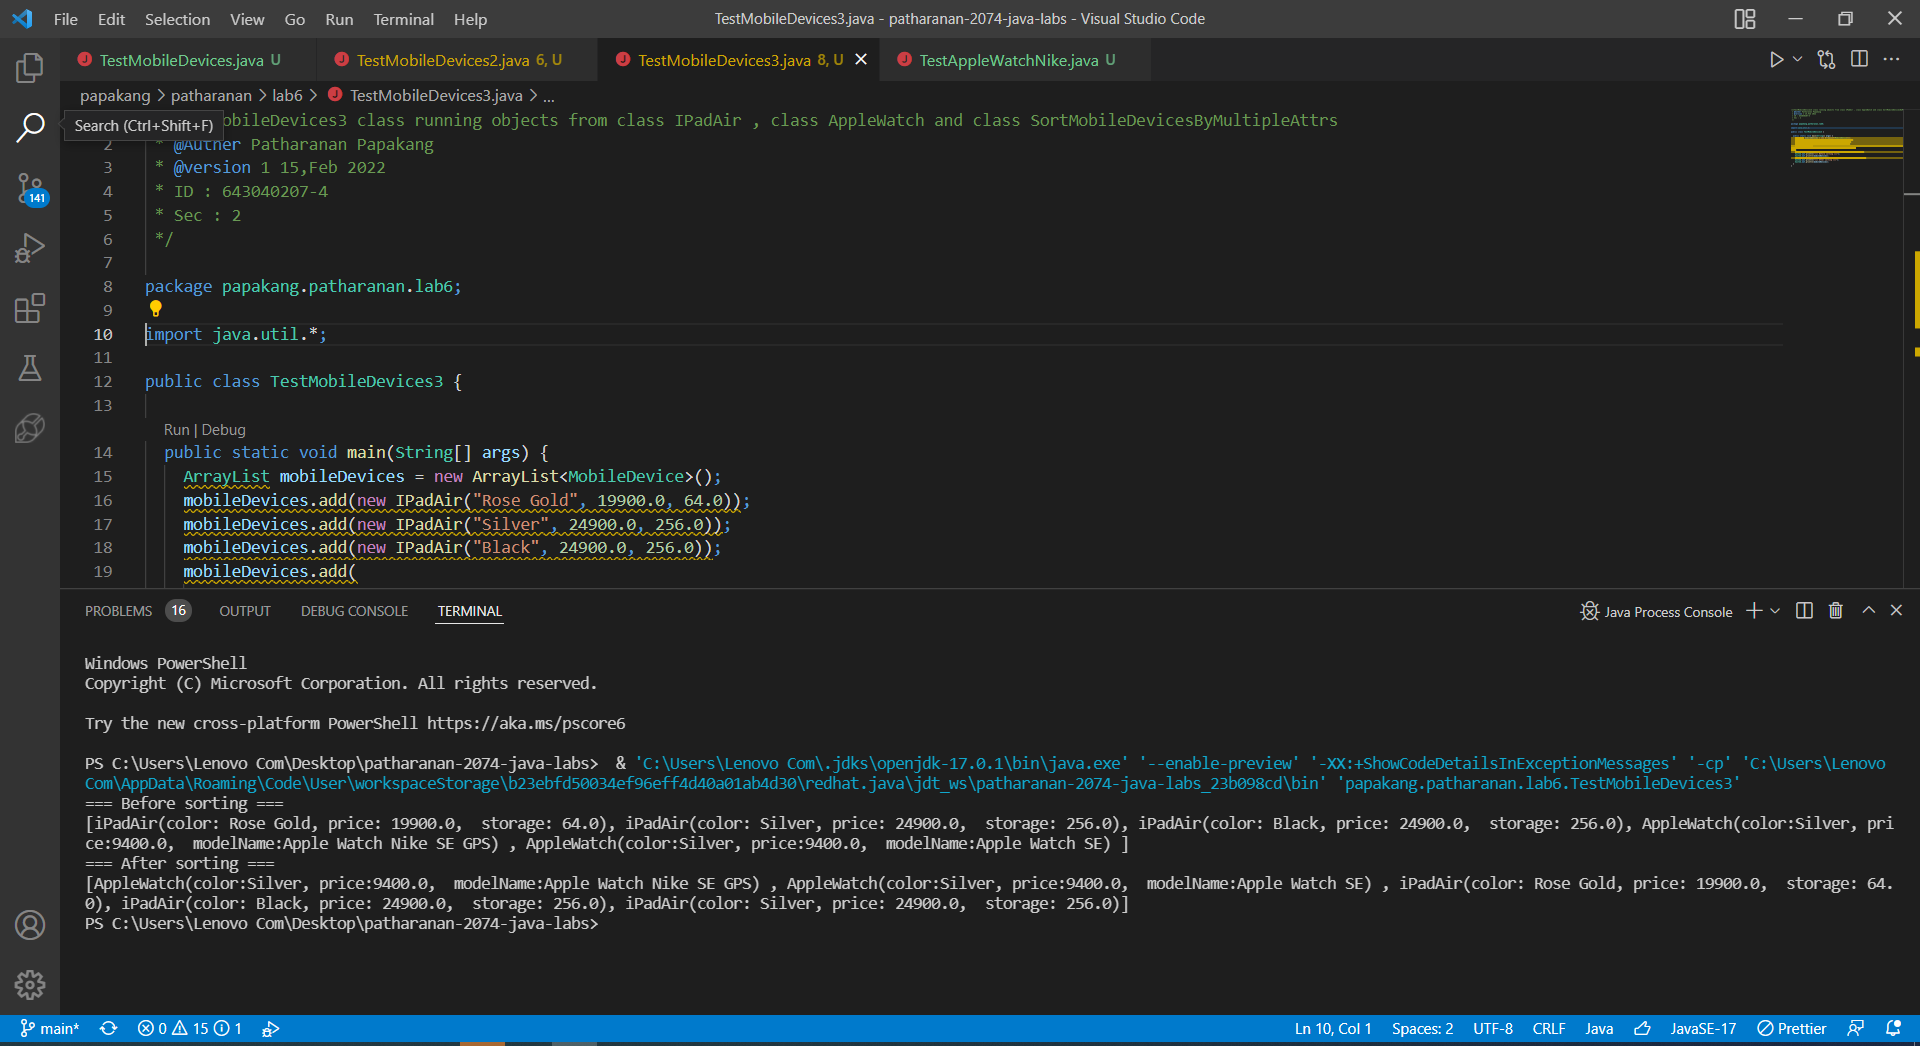 File Edit Selection View Go Run Terminal Help
TestMobileDevices3.java - patharanan-2074-java-labs - Visual Studio Code
TestMobileDevices.java U
TestMobileDevices2.java 6, U
TestMobileDevices3.java 8, U
TestAppleWatchNike.java U
papakang > patharanan > lab6 > TestMobileDevices3.java > ...
Search (Ctrl+Shift+F)
obileDevices3 class running objects from class IPadAir , class AppleWatch and class SortMobileDevicesByMultipleAttrs
2 * @Auther Patharanan Papakang
3 * @version 1 15,Feb 2022
4 * ID : 643040207-4
5 * Sec : 2
6 */
7
8 package papakang.patharanan.lab6;
9
10 import java.util.*;
11
12 public class TestMobileDevices3 {
13
Run | Debug
14 public static void main(String[] args) {
15 ArrayList mobileDevices = new ArrayList<MobileDevice>();
16 mobileDevices.add(new IPadAir("Rose Gold", 19900.0, 64.0));
17 mobileDevices.add(new IPadAir("Silver", 24900.0, 256.0));
18 mobileDevices.add(new IPadAir("Black", 24900.0, 256.0));
19 mobileDevices.add(
141
PROBLEMS 16 OUTPUT DEBUG CONSOLE TERMINAL
Java Process Console
Windows PowerShell
Copyright (C) Microsoft Corporation. All rights reserved.
Try the new cross-platform PowerShell https://aka.ms/pscore6
PS C:\Users\Lenovo Com\Desktop\patharanan-2074-java-labs>  & 'C:\Users\Lenovo Com\.jdks\openjdk-17.0.1\bin\java.exe' '--enable-preview' '-XX:+ShowCodeDetailsInExceptionMessages' '-cp' 'C:\Users\Lenovo
Com\AppData\Roaming\Code\User\workspaceStorage\b23ebfd50034ef96eff4d40a01ab4d30\redhat.java\jdt_ws\patharanan-2074-java-labs_23b098cd\bin' 'papakang.patharanan.lab6.TestMobileDevices3'
=== Before sorting ===
[iPadAir(color: Rose Gold, price: 19900.0,  storage: 64.0), iPadAir(color: Silver, price: 24900.0,  storage: 256.0), iPadAir(color: Black, price: 24900.0,  storage: 256.0), AppleWatch(color:Silver, pri
ce:9400.0,  modelName:Apple Watch Nike SE GPS) , AppleWatch(color:Silver, price:9400.0,  modelName:Apple Watch SE) ]
=== After sorting ===
[AppleWatch(color:Silver, price:9400.0,  modelName:Apple Watch Nike SE GPS) , AppleWatch(color:Silver, price:9400.0,  modelName:Apple Watch SE) , iPadAir(color: Rose Gold, price: 19900.0,  storage: 64.
0), iPadAir(color: Black, price: 24900.0,  storage: 256.0), iPadAir(color: Silver, price: 24900.0,  storage: 256.0)]
PS C:\Users\Lenovo Com\Desktop\patharanan-2074-java-labs>
main* 0 15 1 Ln 10, Col 1 Spaces: 2 UTF-8 CRLF Java JavaSE-17 Prettier